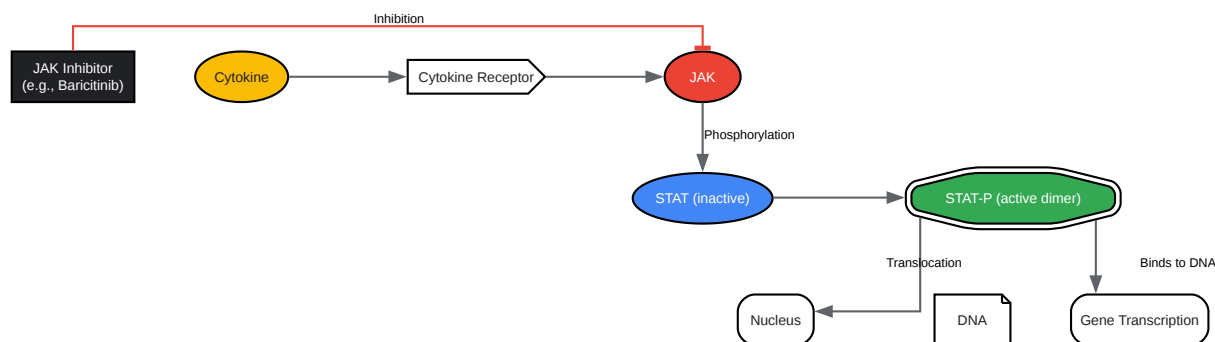 Inhibition
JAK Inhibitor
(e.g., Baricitinib)
Cytokine
Cytokine Receptor
JAK
Phosphorylation
STAT (inactive)
STAT-P (active dimer)
Translocation
Binds to DNA
Nucleus
DNA
Gene Transcription